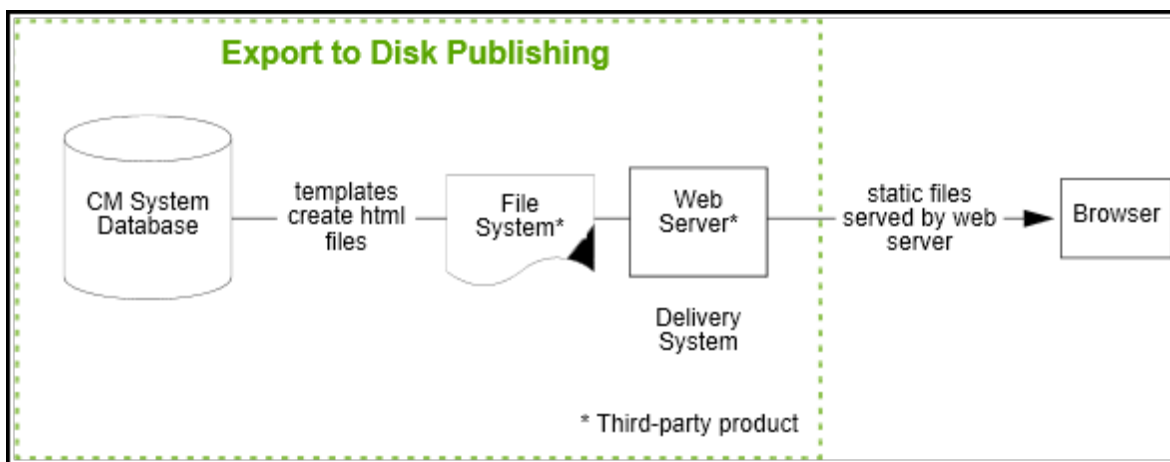 Export to Disk Publishing
CM System
Database
templates
create html
files
File
System*
Web
Server*
Delivery
System
static files
served by web
server
Browser
* Third-party product